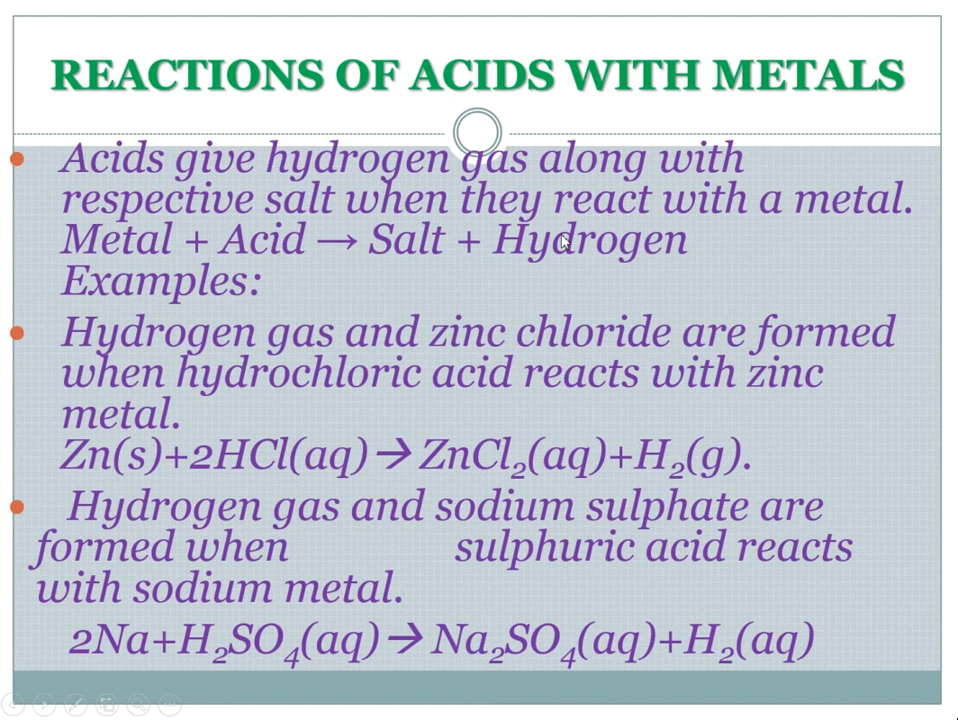 REACTIONS OF ACIDS WITH METALS
• Acids give hydrogen gas along with
respective salt when they react with a metal.
Metal + Acid → Salt + Hydrogen
Examples:
• Hydrogen gas and zinc chloride are formed
when hydrochloric acid reacts with zinc
metal.
Zn(s)+2HCl(aq)→ ZnCl₂(aq)+H₂(g).
• Hydrogen gas and sodium sulphate are
formed when sulphuric acid reacts
with sodium metal.
2Na+H₂SO₄(aq)→ Na₂SO₄(aq)+H₂(aq)